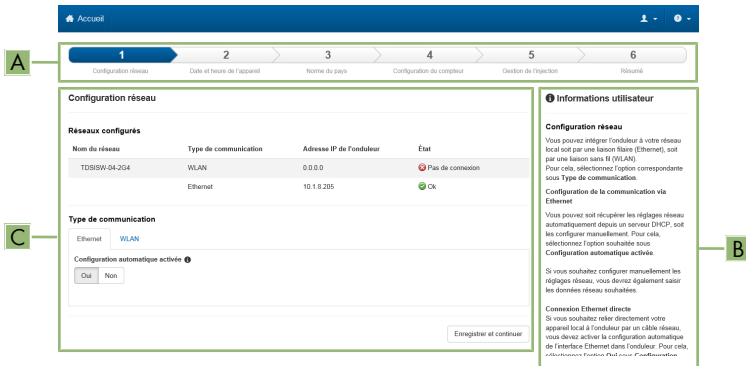 Accueil
A
1 2 3 4 5 6
Configuration réseau Date et heure de l'appareil Norme du pays Configuration du compteur Gestion de l'injection Résumé
C
Configuration réseau
Réseaux configurés
Nom du réseau Type de communication Adresse IP de l'onduleur État
TDSISW-04-2G4 WLAN 0.0.0.0 Pas de connexion
Ethernet 10.1.8.205 Ok
Type de communication
Ethernet WLAN
Configuration automatique activée
Oui Non
Enregistrer et continuer
B
Informations utilisateur
Configuration réseau
Vous pouvez intégrer l'onduleur à votre réseau
local soit par une liaison filaire (Ethernet), soit
par une liaison sans fil (WLAN).
Pour cela, sélectionnez l'option correspondante
sous Type de communication.
Configuration de la communication via
Ethernet
Vous pouvez soit récupérer les réglages réseau
automatiquement depuis un serveur DHCP, soit
les configurer manuellement. Pour cela,
sélectionnez l'option souhaitée sous
Configuration automatique activée.
Si vous souhaitez configurer manuellement les
réglages réseau, vous devrez également saisir
les données réseau souhaitées.
Connexion Ethernet directe
Si vous souhaitez relier directement votre
appareil local à l'onduleur par un câble réseau,
vous devez activer la configuration automatique
de l'interface Ethernet dans l'onduleur. Pour cela,
sélectionnez l'option Oui sous Configuration